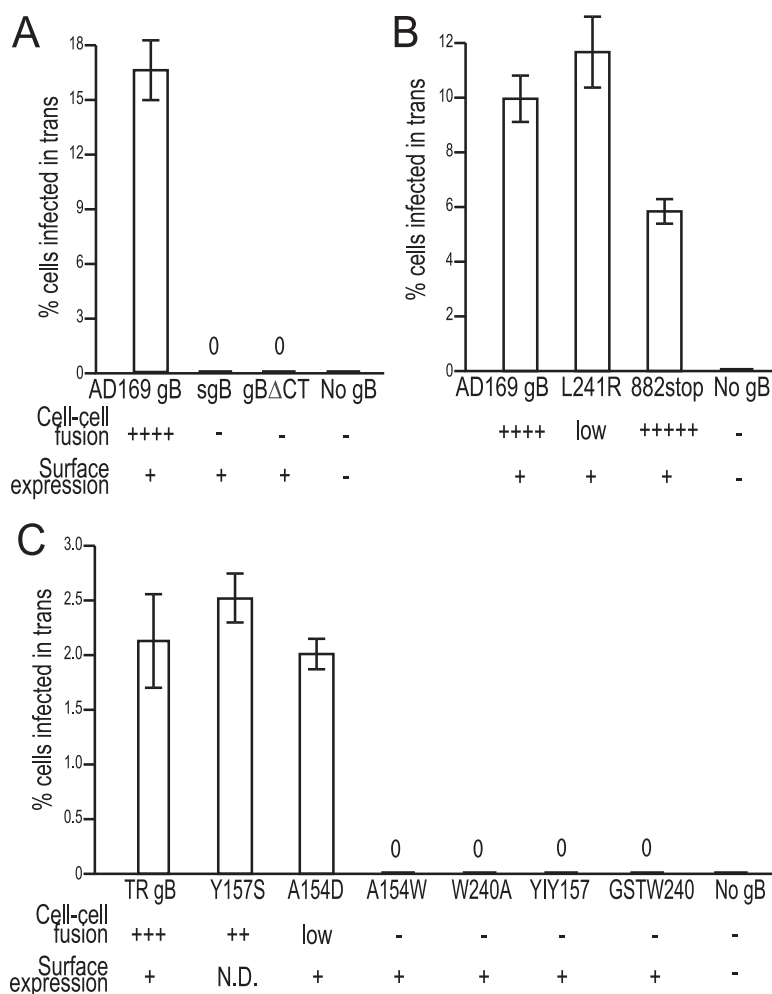 A
% cells infected in trans
18
15
12
9
6
3
0
0 0
AD169 gB sgB gBΔCT No gB
Cell-cell fusion ++++ - - -
Surface expression + + + -
B
% cells infected in trans
12
10
8
6
4
2
0
AD169 gB L241R 882stop No gB
++++ low +++++ -
+ + + -
C
% cells infected in trans
3.0
2.5
2.0
1.5
1.0
0.5
0
0 0 0 0
TR gB Y157S A154D A154W W240A YIY157 GSTW240 No gB
Cell-cell fusion +++ ++ low - - - - -
Surface expression + N.D. + + + + + -